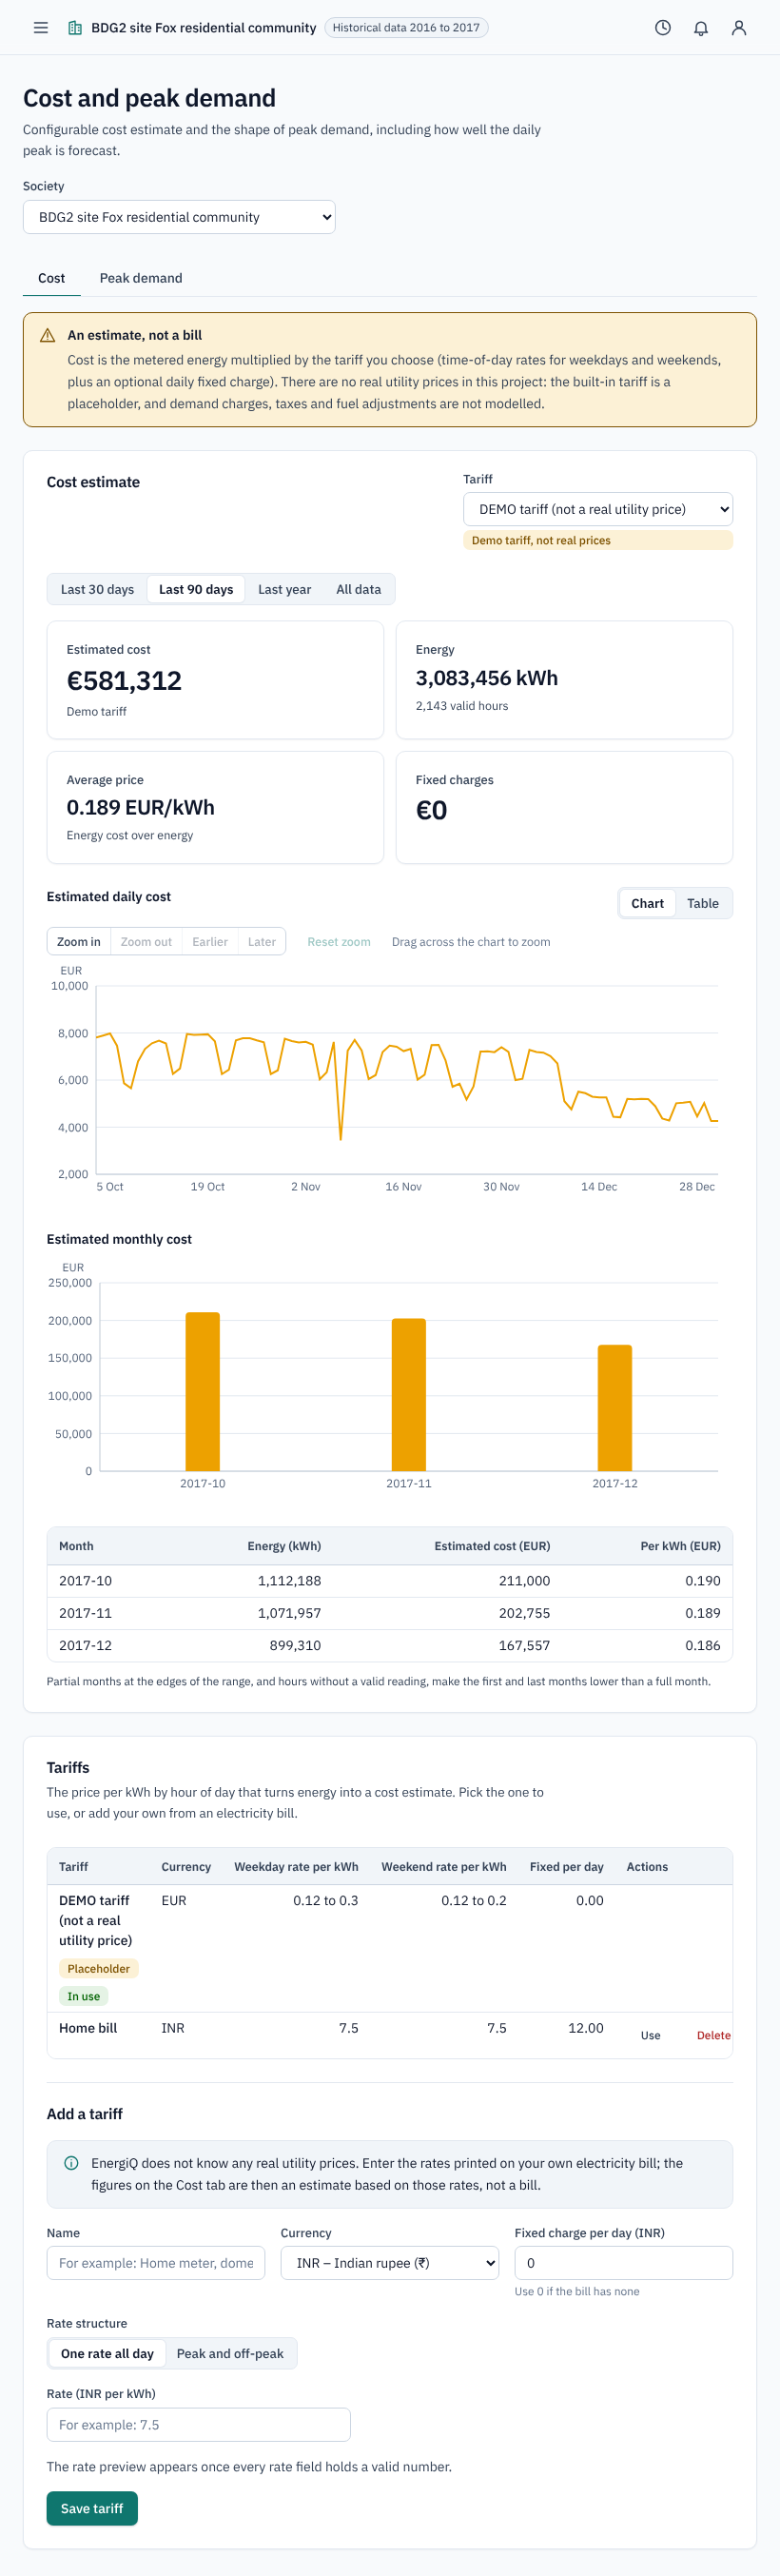 BDG2 site Fox residential community
Historical data 2016 to 2017
Cost and peak demand
Configurable cost estimate and the shape of peak demand, including how well the daily
peak is forecast.
Society
BDG2 site Fox residential community
Cost
Peak demand
An estimate, not a bill
Cost is the metered energy multiplied by the tariff you choose (time-of-day rates for weekdays and weekends,
plus an optional daily fixed charge). There are no real utility prices in this project: the built-in tariff is a
placeholder, and demand charges, taxes and fuel adjustments are not modelled.
Cost estimate
Tariff
DEMO tariff (not a real utility price)
Demo tariff, not real prices
Last 30 days
Last 90 days
Last year
All data
Estimated cost
€581,312
Demo tariff
Energy
3,083,456 kWh
2,143 valid hours
Average price
0.189 EUR/kWh
Energy cost over energy
Fixed charges
€0
Estimated daily cost
Chart
Table
Zoom in
Zoom out
Earlier
Later
Reset zoom
Drag across the chart to zoom
EUR
10,000
8,000
6,000
4,000
2,000
5 Oct
19 Oct
2 Nov
16 Nov
30 Nov
14 Dec
28 Dec
Estimated monthly cost
EUR
250,000
200,000
150,000
100,000
50,000
0
2017-10
2017-11
2017-12
Month Energy (kWh) Estimated cost (EUR) Per kWh (EUR)
2017-10 1,112,188 211,000 0.190
2017-11 1,071,957 202,755 0.189
2017-12 899,310 167,557 0.186
Partial months at the edges of the range, and hours without a valid reading, make the first and last months lower than a full month.
Tariffs
The price per kWh by hour of day that turns energy into a cost estimate. Pick the one to
use, or add your own from an electricity bill.
Tariff Currency Weekday rate per kWh Weekend rate per kWh Fixed per day Actions
DEMO tariff EUR 0.12 to 0.3 0.12 to 0.2 0.00
(not a real
utility price)
Placeholder
In use
Home bill INR 7.5 7.5 12.00 Use Delete
Add a tariff
EnergiQ does not know any real utility prices. Enter the rates printed on your own electricity bill; the
figures on the Cost tab are then an estimate based on those rates, not a bill.
Name
For example: Home meter, dome
Currency
INR – Indian rupee (₹)
Fixed charge per day (INR)
0
Use 0 if the bill has none
Rate structure
One rate all day
Peak and off-peak
Rate (INR per kWh)
For example: 7.5
The rate preview appears once every rate field holds a valid number.
Save tariff